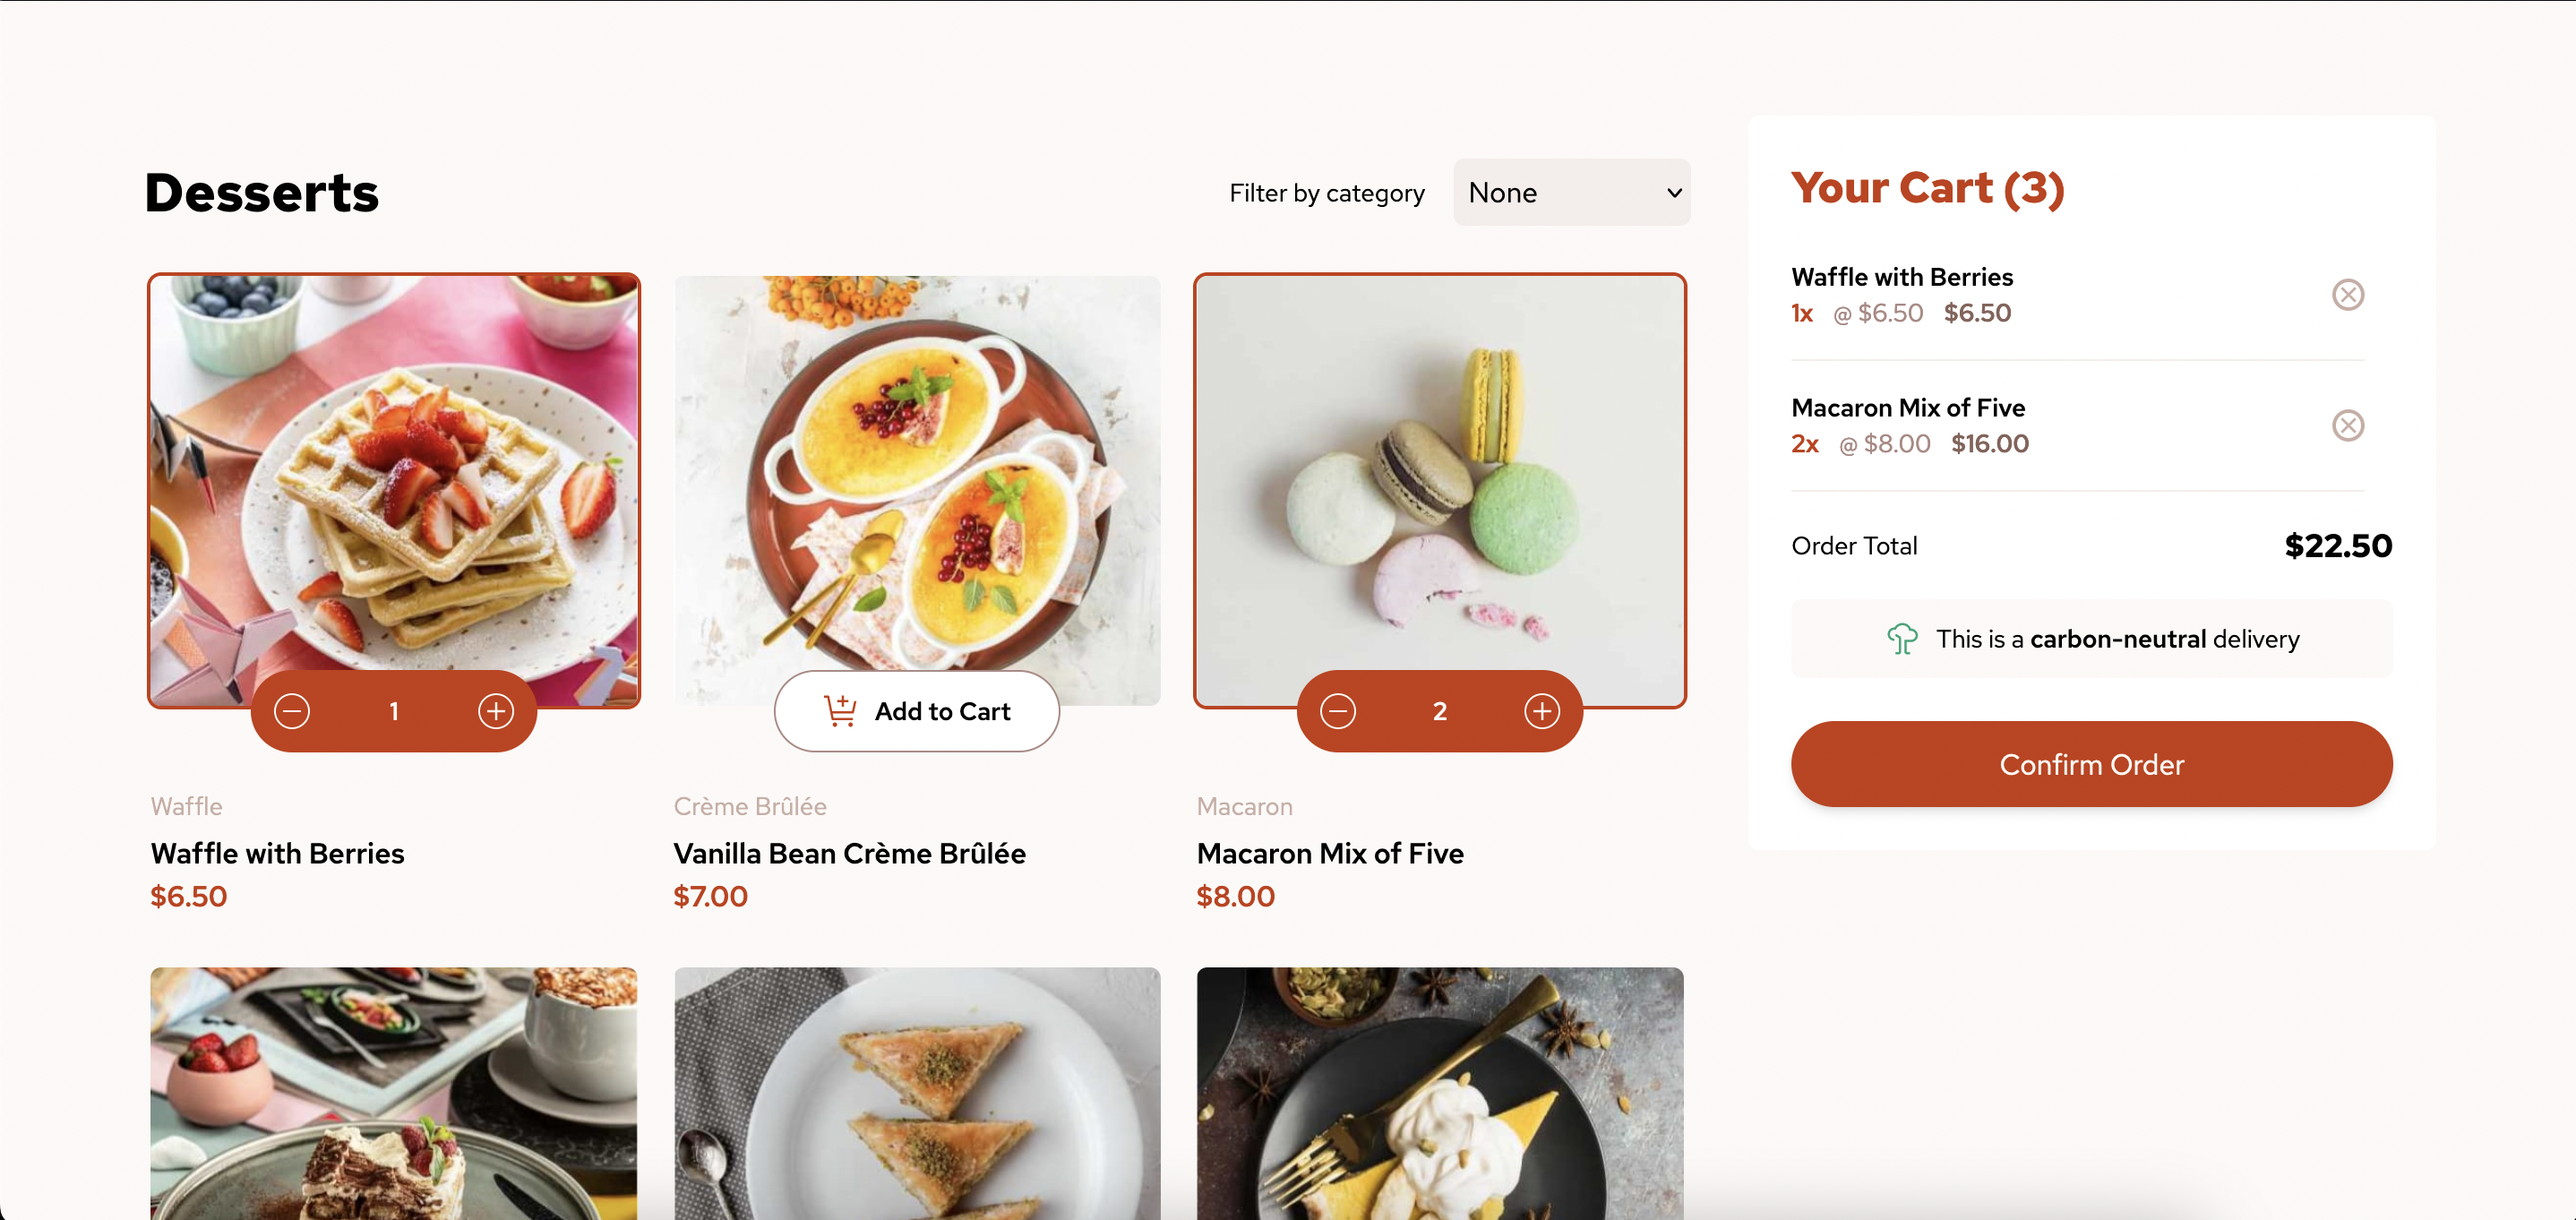 Desserts
Filter by category
None
1
Waffle
Waffle with Berries
$6.50
Add to Cart
Crème Brûlée
Vanilla Bean Crème Brûlée
$7.00
2
Macaron
Macaron Mix of Five
$8.00
Your Cart (3)
Waffle with Berries
1x @ $6.50 $6.50
Macaron Mix of Five
2x @ $8.00 $16.00
Order Total $22.50
This is a carbon-neutral delivery
Confirm Order